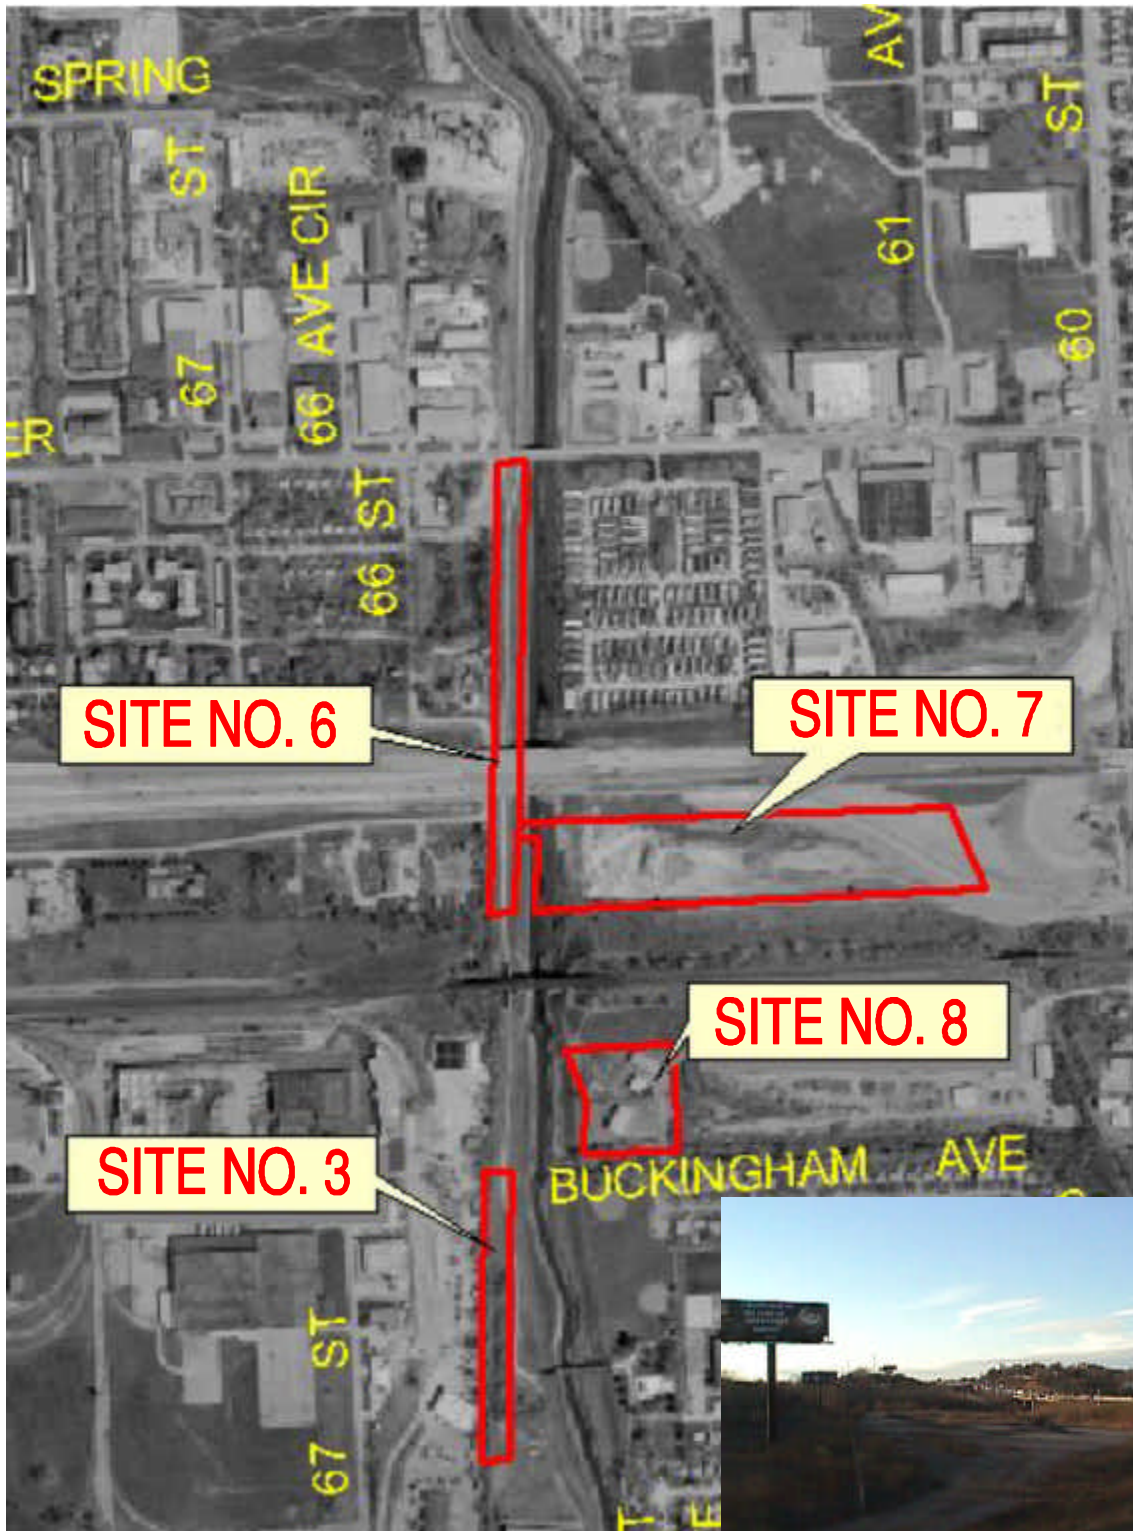 SPRING
ST
AVE CIR
66
67
ER
AV
ST
61
60
ST
66
SITE NO. 6
SITE NO. 7
SITE NO. 8
SITE NO. 3
BUCKINGHAM AVE
ST
67